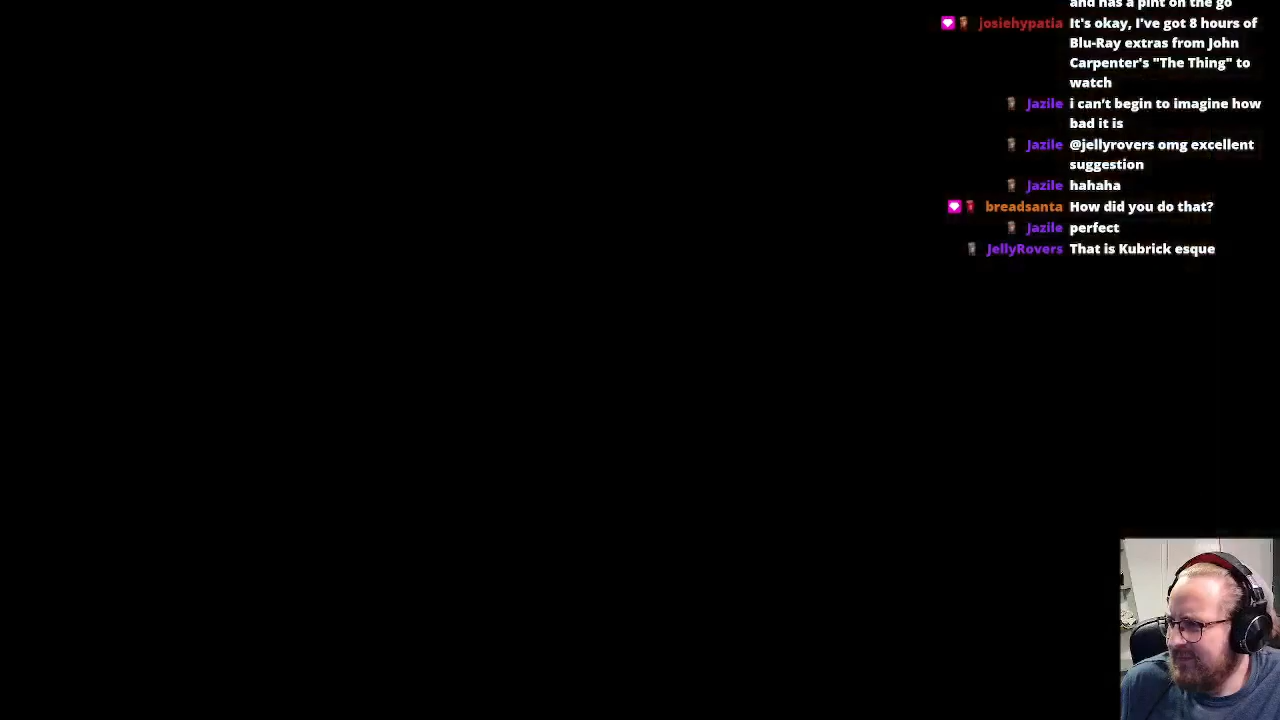 and has a pint on the go
josiehypatia It's okay, I've got 8 hours of
Blu-Ray extras from John
Carpenter's "The Thing" to
watch
Jazile i can't begin to imagine how
bad it is
Jazile @jellyrovers omg excellent
suggestion
Jazile hahaha
breadsanta How did you do that?
Jazile perfect
JellyRovers That is Kubrick esque